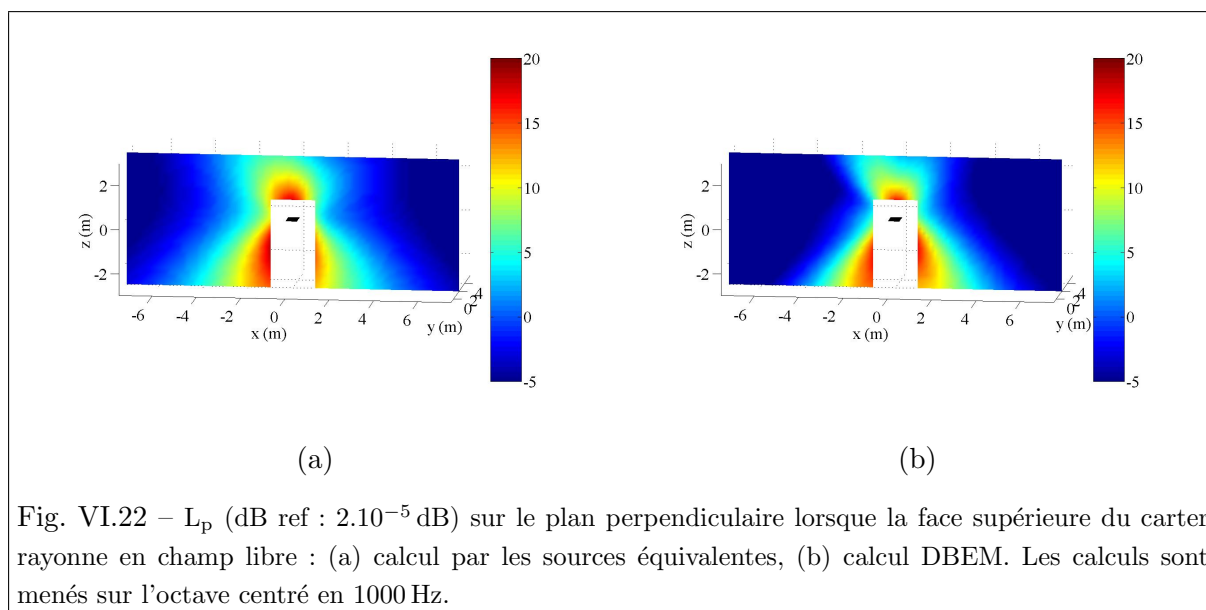 20
15
10
5
0
-5
2
0
-2
z (m)
-6 -4 -2 0 2 4 6
x (m)
0 2 4
y (m)
(a)
20
15
10
5
0
-5
2
0
-2
z (m)
-6 -4 -2 0 2 4 6
x (m)
0 2 4
y (m)
(b)
Fig. VI.22 – Lp (dB ref : 2.10−5 dB) sur le plan perpendiculaire lorsque la face supérieure du carter
rayonne en champ libre : (a) calcul par les sources équivalentes, (b) calcul DBEM. Les calculs sont
menés sur l'octave centré en 1000 Hz.